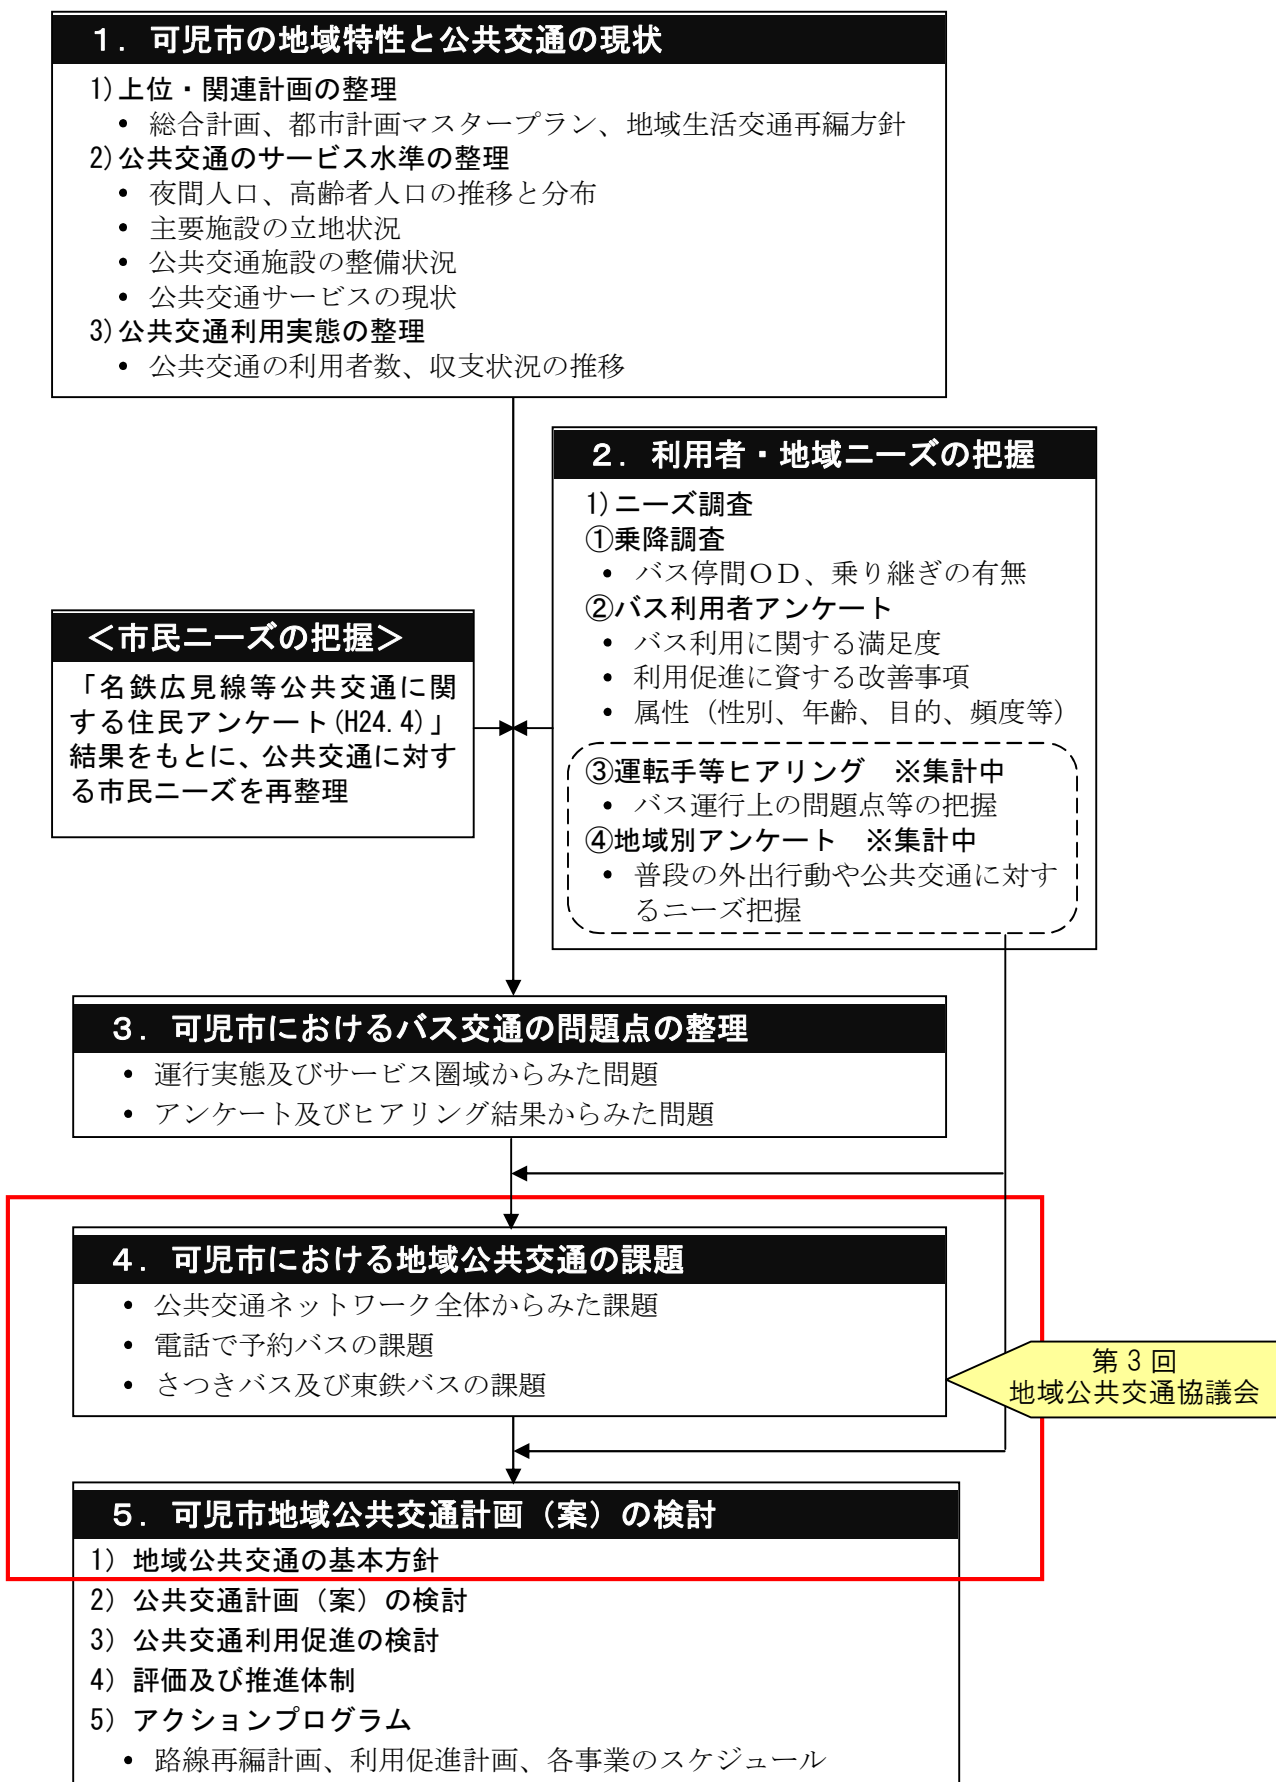 １．可児市の地域特性と公共交通の現状
1)上位・関連計画の整理
• 総合計画、都市計画マスタープラン、地域生活交通再編方針
2)公共交通のサービス水準の整理
• 夜間人口、高齢者人口の推移と分布
• 主要施設の立地状況
• 公共交通施設の整備状況
• 公共交通サービスの現状
3)公共交通利用実態の整理
• 公共交通の利用者数、収支状況の推移
２．利用者・地域ニーズの把握
1)ニーズ調査
①乗降調査
• バス停間ＯＤ、乗り継ぎの有無
②バス利用者アンケート
• バス利用に関する満足度
• 利用促進に資する改善事項
• 属性（性別、年齢、目的、頻度等）
③運転手等ヒアリング　※集計中
• バス運行上の問題点等の把握
④地域別アンケート　※集計中
• 普段の外出行動や公共交通に対す
るニーズ把握
＜市民ニーズの把握＞
「名鉄広見線等公共交通に関
する住民アンケート(H24.4)」
結果をもとに、公共交通に対す
る市民ニーズを再整理
３．可児市におけるバス交通の問題点の整理
• 運行実態及びサービス圏域からみた問題
• アンケート及びヒアリング結果からみた問題
４．可児市における地域公共交通の課題
• 公共交通ネットワーク全体からみた課題
• 電話で予約バスの課題
• さつきバス及び東鉄バスの課題
第３回
地域公共交通協議会
５．可児市地域公共交通計画（案）の検討
1) 地域公共交通の基本方針
2) 公共交通計画（案）の検討
3) 公共交通利用促進の検討
4) 評価及び推進体制
5) アクションプログラム
• 路線再編計画、利用促進計画、各事業のスケジュール